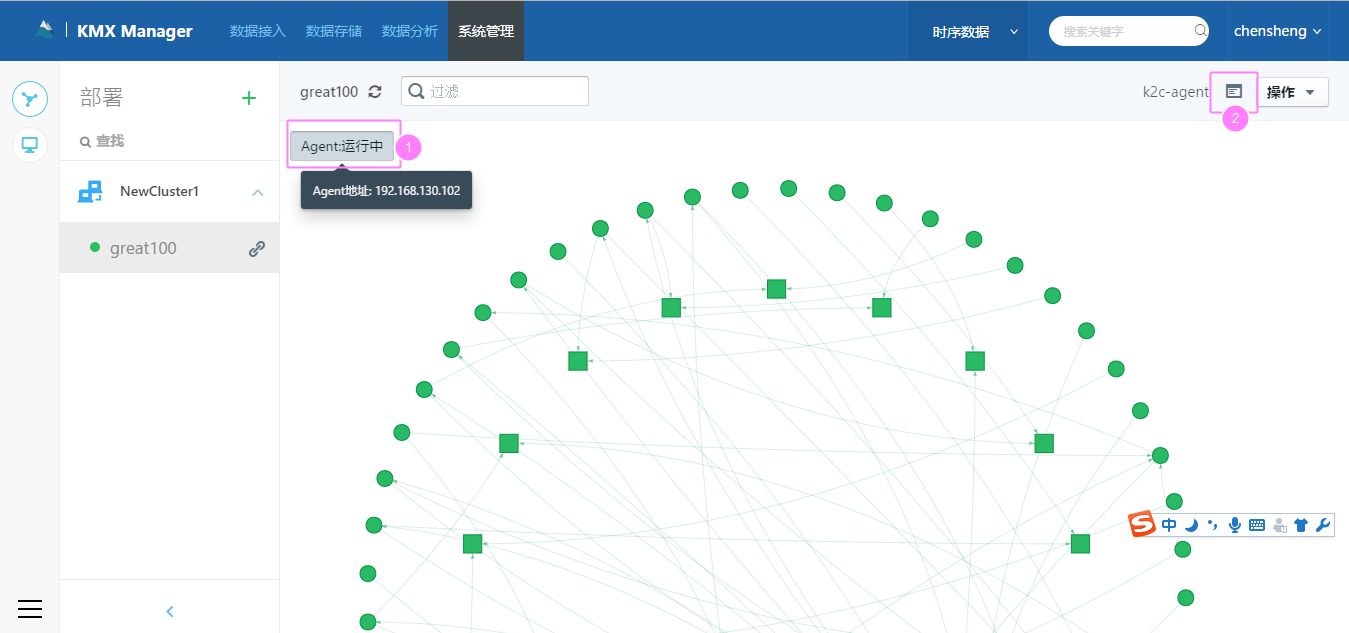 KMX Manager 数据接入 数据存储 数据分析 系统管理 时序数据 搜索关键字 chensheng
部署
查找
NewCluster1
great100
great100 过滤 k2c-agent 操作
2
Agent:运行中 1
Agent地址: 192.168.130.102
S 中